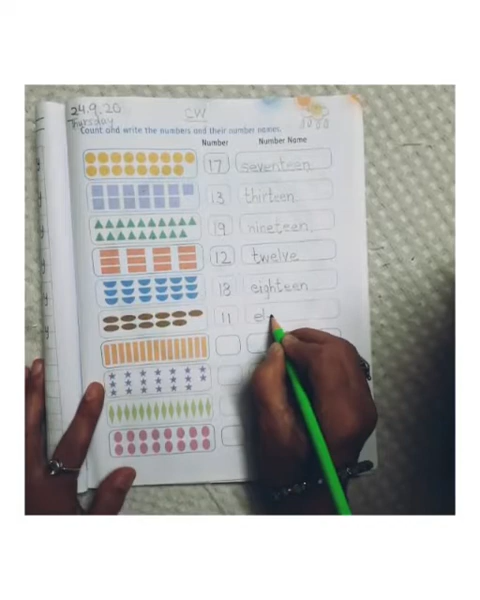 24.9.20
Thursday
CW
Count and write the numbers and their number names.
Number Number Name
17 seventeen
13 thirteen
19 nineteen
12 twelve
18 eighteen
11 el